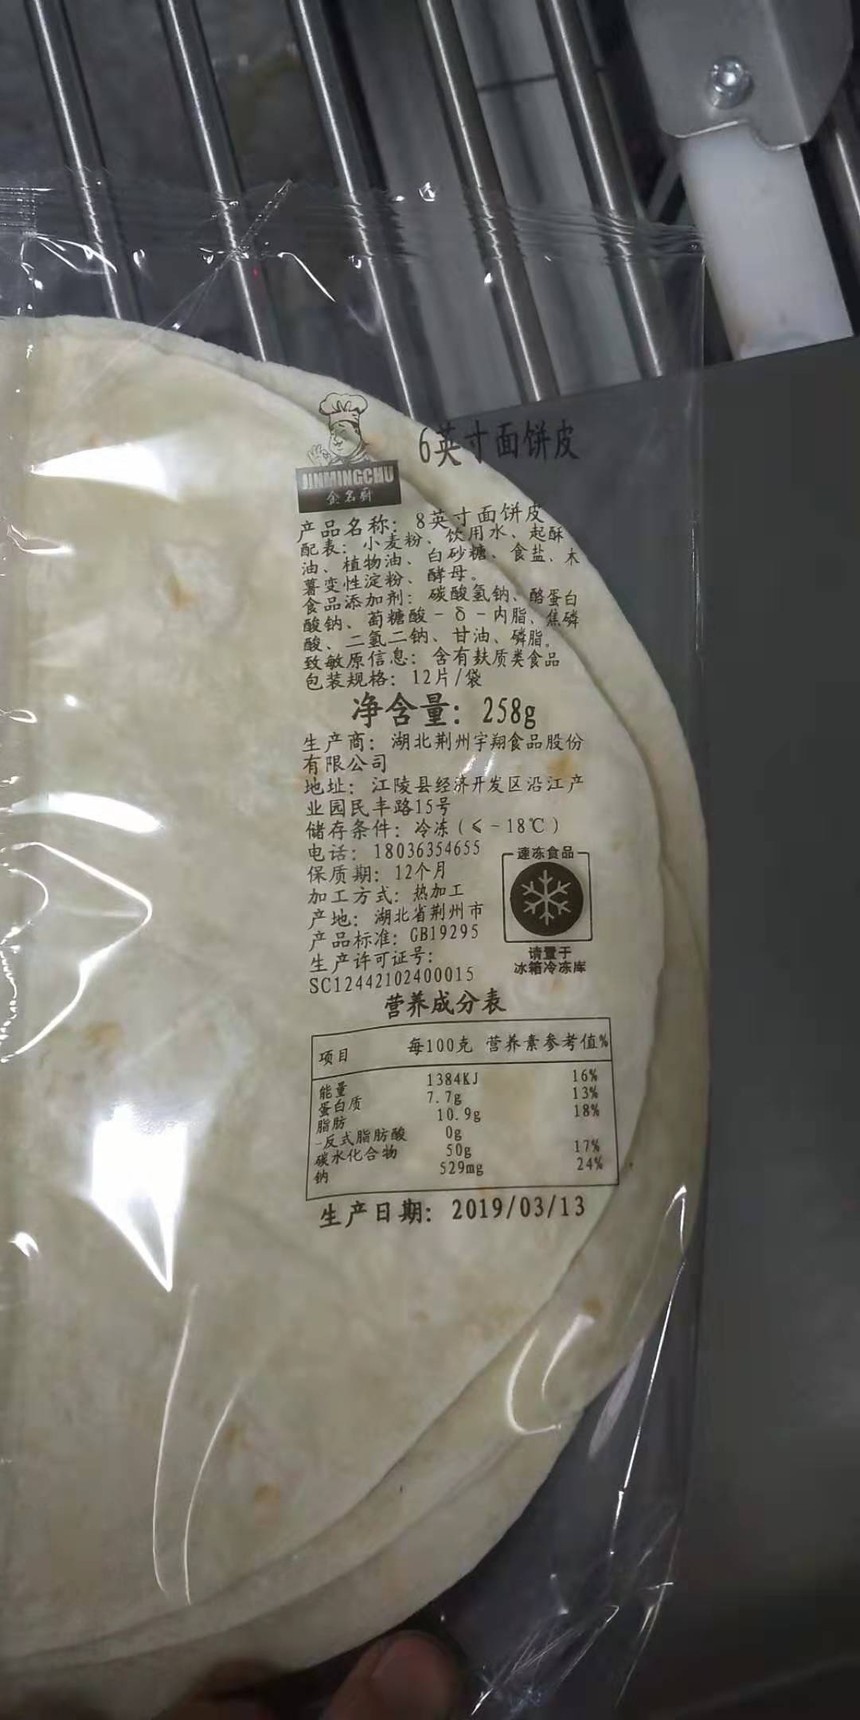 JINMINGCHU
金名厨
6英寸面饼皮
产品名称：8英寸面饼皮
配表：小麦粉、饮用水、起酥
油、植物油、白砂糖、食盐、木
薯变性淀粉、酵母。
食品添加剂：碳酸氢钠、酪蛋白
酸钠、萄糖酸－δ－内脂、焦磷
酸、二氢二钠、甘油、磷脂。
致敏原信息：含有麸质类食品
包装规格：12片/袋
净含量：258g
生产商：湖北荆州宇翔食品股份
有限公司
地址：江陵县经济开发区沿江产
业园民丰路15号
储存条件：冷冻(≤－18℃)
电话：18036354655
保质期：12个月
加工方式：热加工
产地：湖北省荆州市
产品标准：GB19295
生产许可证号：
SC12442102400015
速冻食品
请置于
冰箱冷冻库
营养成分表
项目 每100克 营养素参考值%
能量 1384KJ 16%
蛋白质 7.7g 13%
脂肪 10.9g 18%
-反式脂肪酸 0g
碳水化合物 50g 17%
钠 529mg 24%
生产日期：2019/03/13